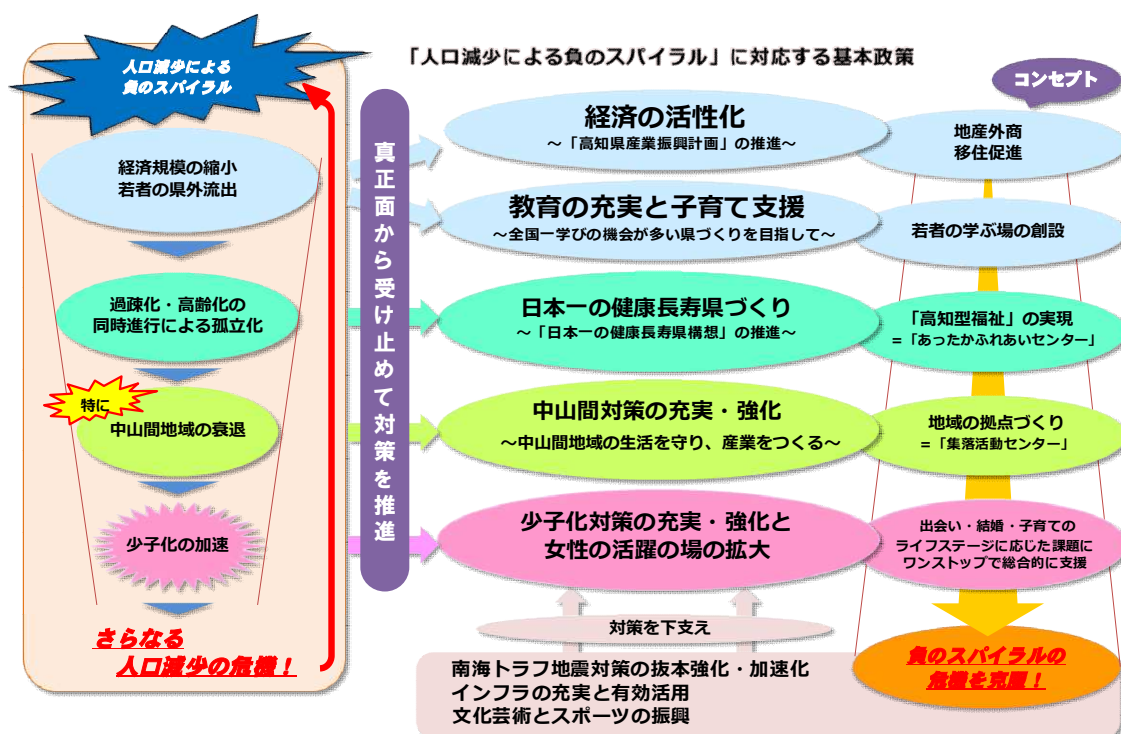 「人口減少による負のスパイラル」に対応する基本政策
人口減少による
負のスパイラル
経済規模の縮小
若者の県外流出
過疎化・高齢化の
同時進行による孤立化
特に
中山間地域の衰退
少子化の加速
さらなる
人口減少の危機！
真正面から受け止めて対策を推進
経済の活性化
～「高知県産業振興計画」の推進～
教育の充実と子育て支援
～全国一学びの機会が多い県づくりを目指して～
日本一の健康長寿県づくり
～「日本一の健康長寿県構想」の推進～
中山間対策の充実・強化
～中山間地域の生活を守り、産業をつくる～
少子化対策の充実・強化と
女性の活躍の場の拡大
コンセプト
地産外商
移住促進
若者の学ぶ場の創設
「高知型福祉」の実現
＝「あったかふれあいセンター」
地域の拠点づくり
＝「集落活動センター」
出会い・結婚・子育ての
ライフステージに応じた課題に
ワンストップで総合的に支援
負のスパイラルの
危機を克服！
対策を下支え
南海トラフ地震対策の抜本強化・加速化
インフラの充実と有効活用
文化芸術とスポーツの振興